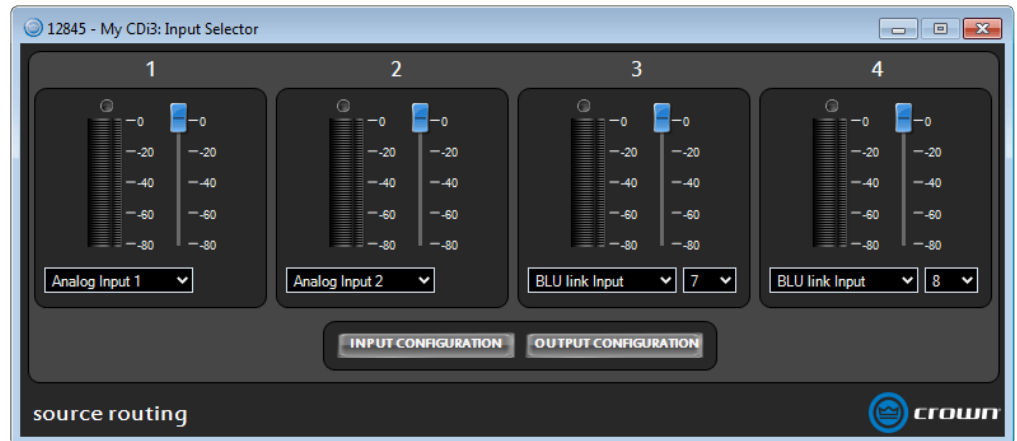 12845 - My CDi3: Input Selector
1 2 3 4
0 0 0 0 0 0 0 0
-20 -20 -20 -20 -20 -20 -20 -20
-40 -40 -40 -40 -40 -40 -40 -40
-60 -60 -60 -60 -60 -60 -60 -60
-80 -80 -80 -80 -80 -80 -80 -80
Analog Input 1 Analog Input 2 BLU link Input 7 BLU link Input 8
INPUT CONFIGURATION OUTPUT CONFIGURATION
source routing crown